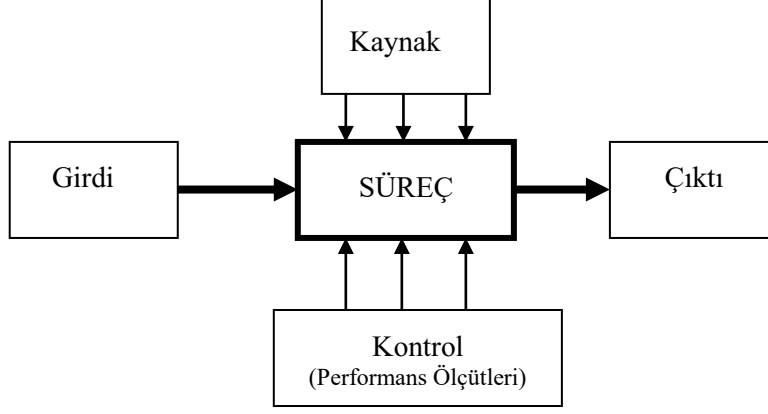 Kaynak
Girdi
SÜREÇ
Çıktı
Kontrol
(Performans Ölçütleri)